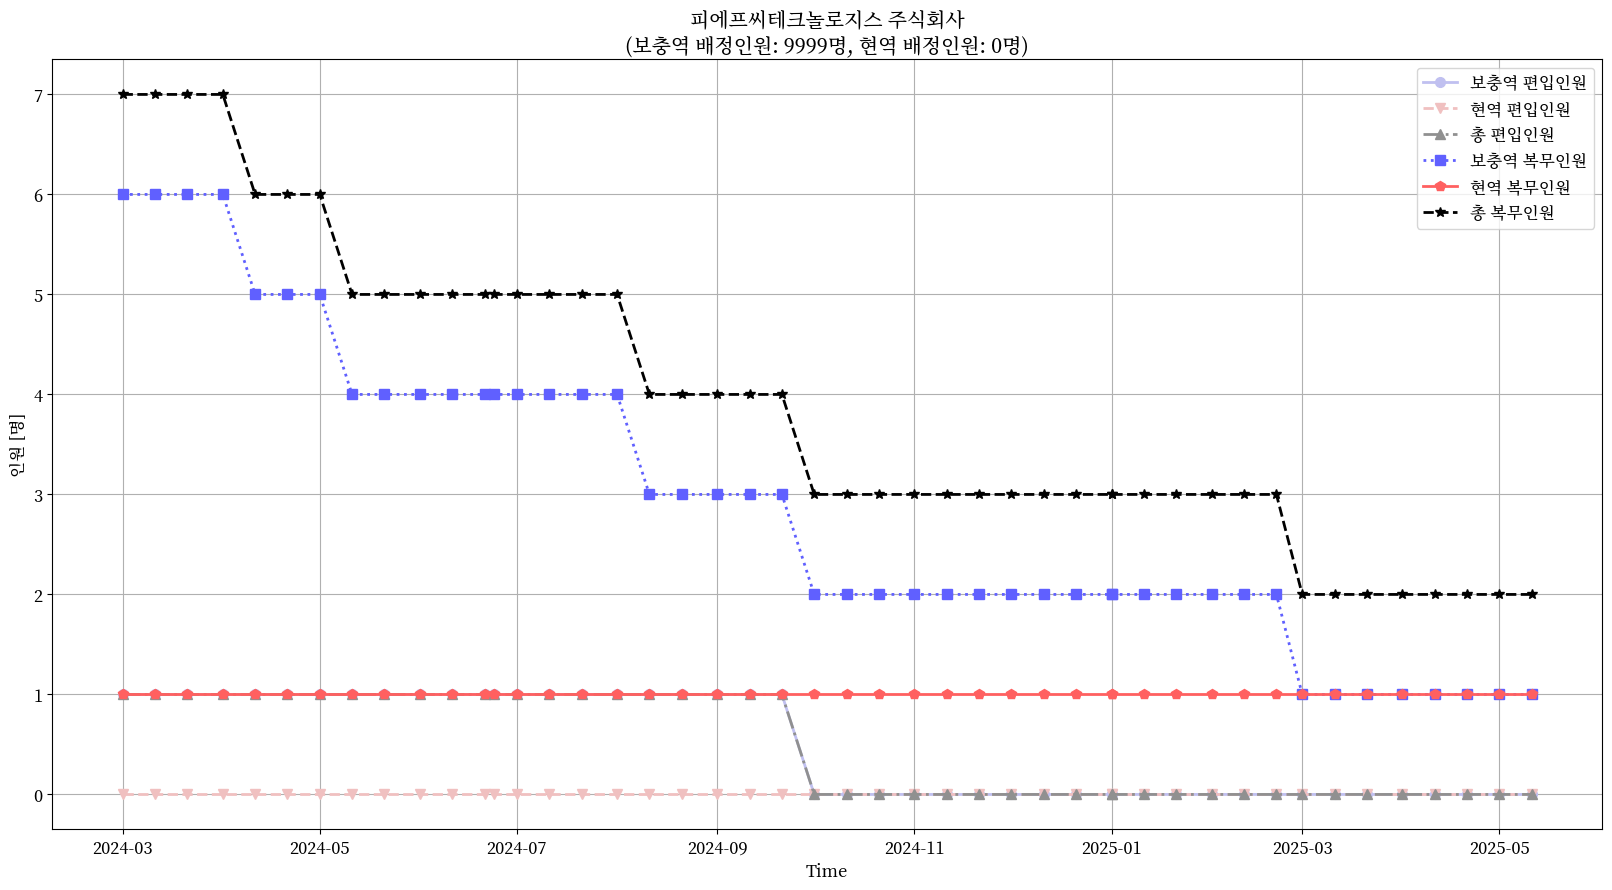 피에프씨테크놀로지스 주식회사
(보충역 배정인원: 9999명, 현역 배정인원: 0명)
보충역 편입인원
현역 편입인원
총 편입인원
보충역 복무인원
현역 복무인원
총 복무인원
인원 [명]
7
6
5
4
3
2
1
0
2024-03 2024-05 2024-07 2024-09 2024-11 2025-01 2025-03 2025-05
Time